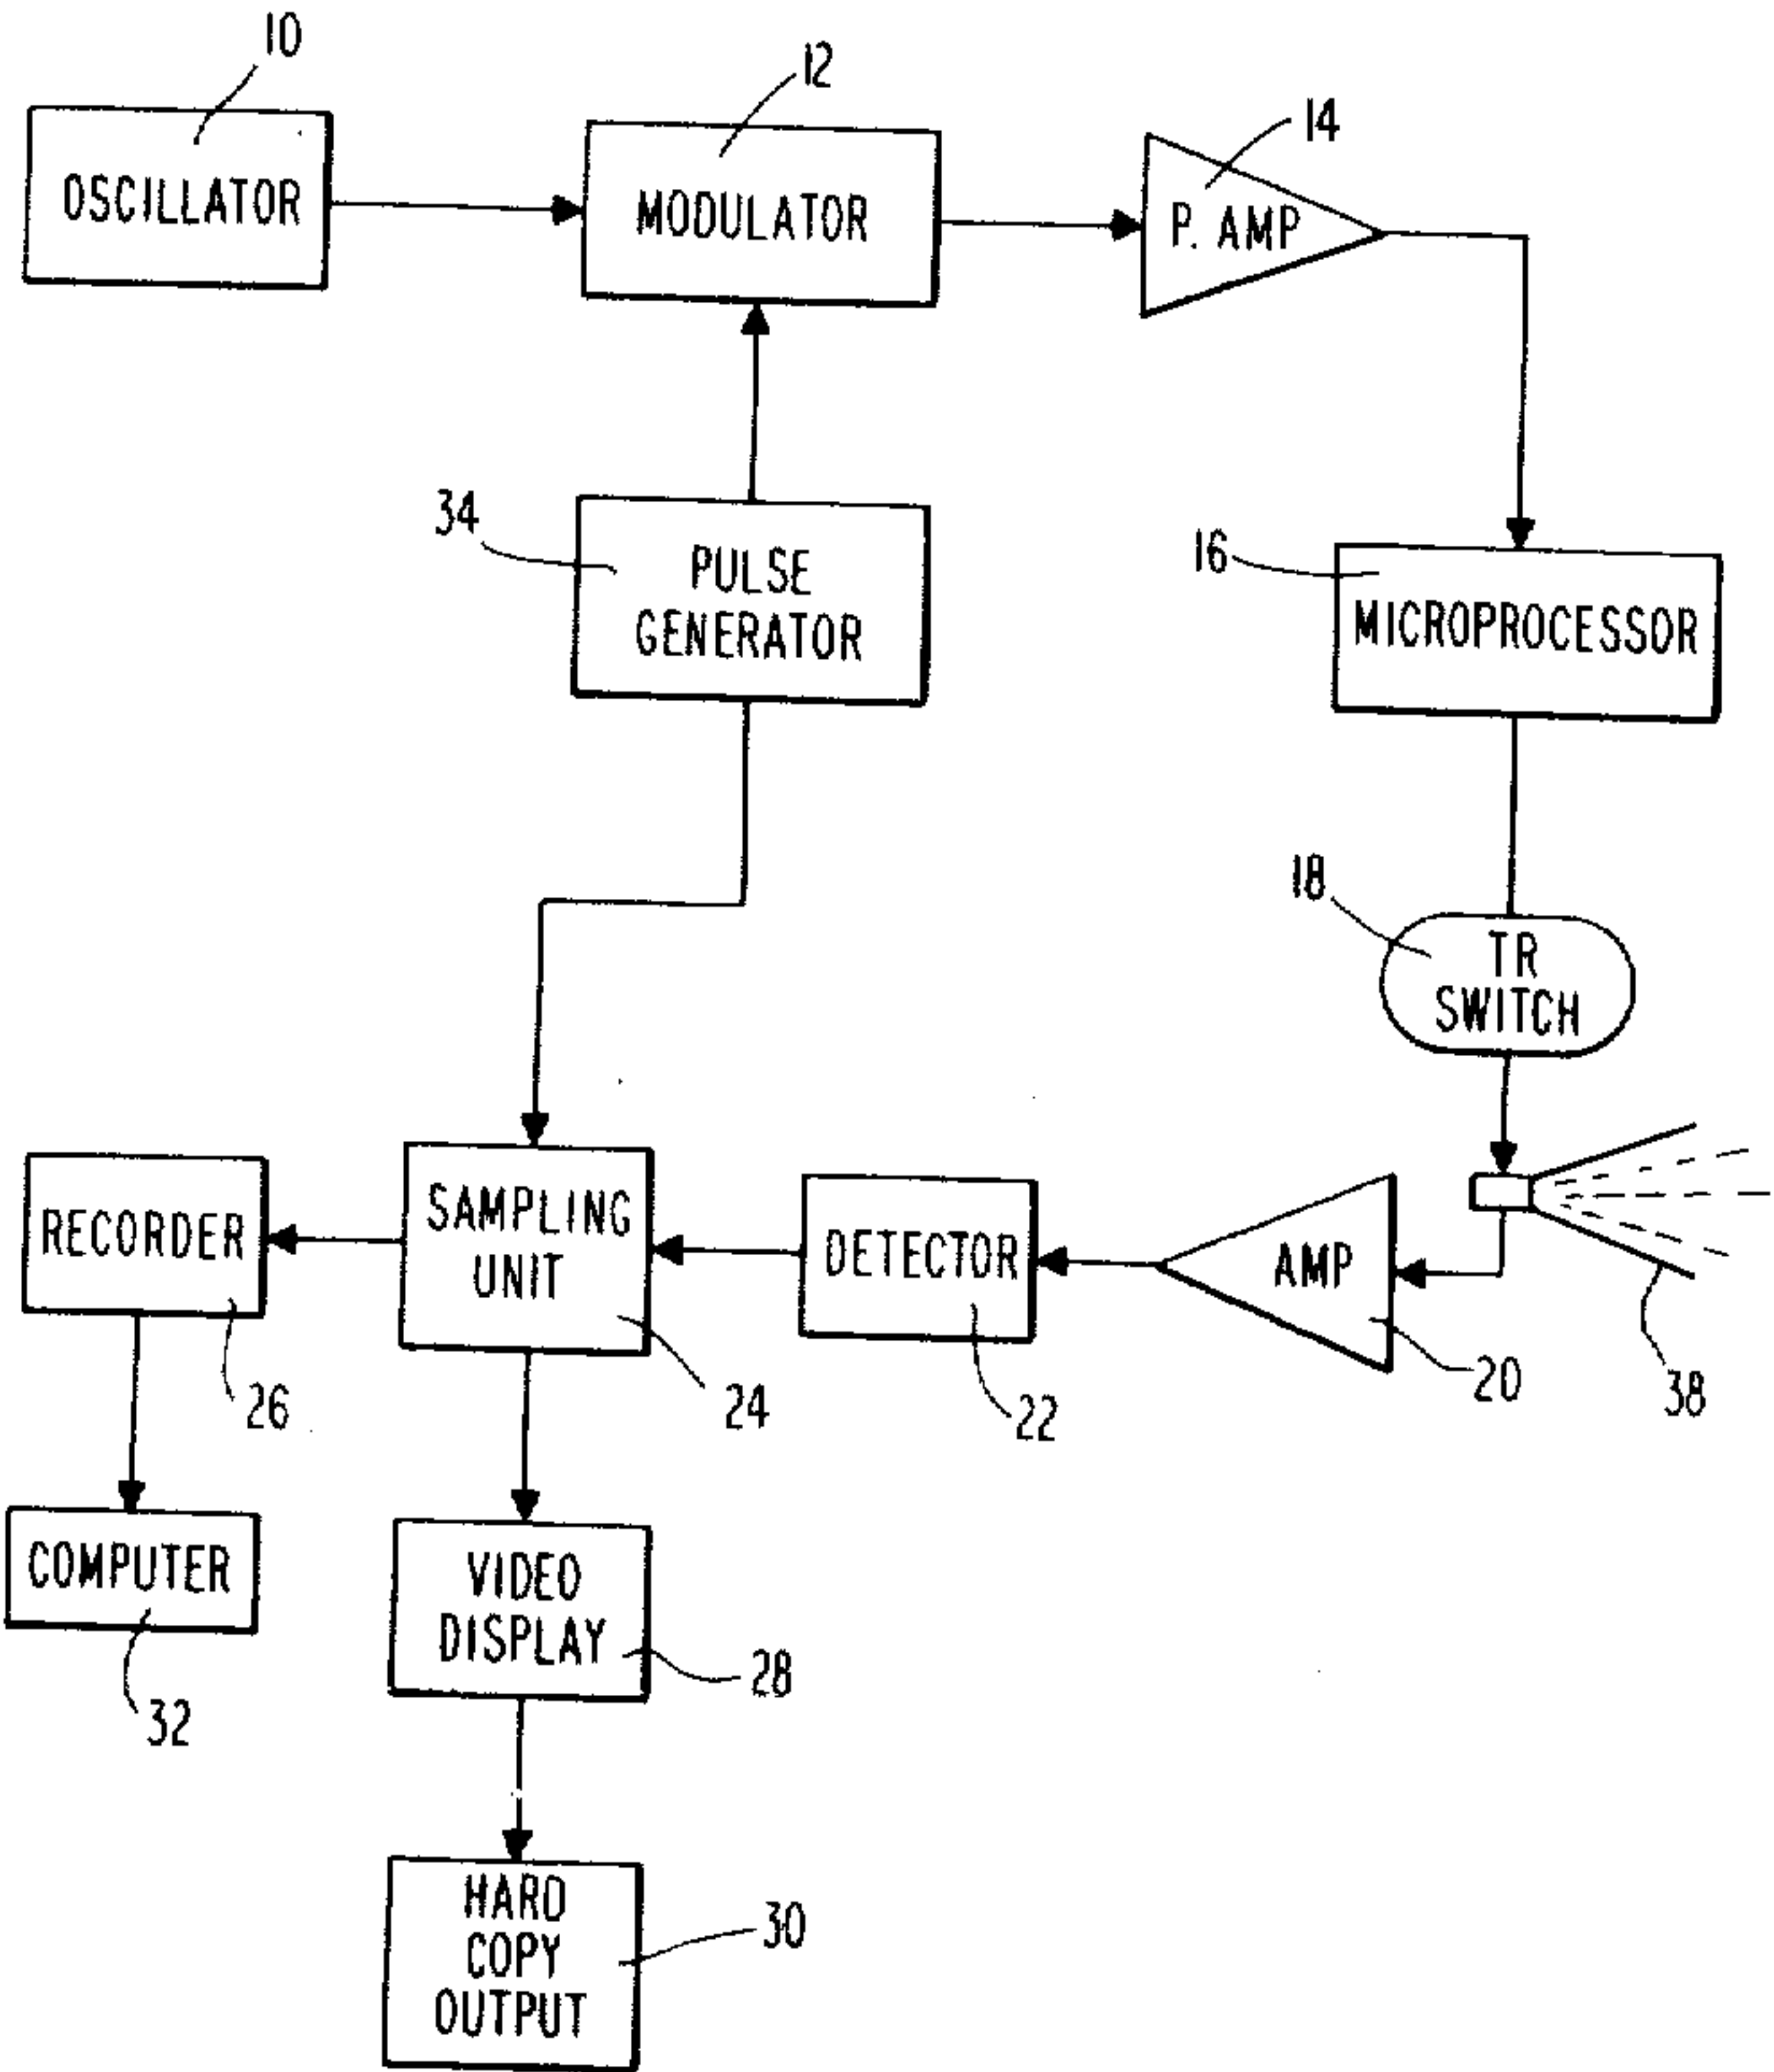 10
OSCILLATOR
12
MODULATOR
14
P. AMP
34
PULSE
GENERATOR
16
MICROPROCESSOR
18
TR
SWITCH
RECORDER
26
SAMPLING
UNIT
24
DETECTOR
22
AMP
20
38
COMPUTER
32
VIDEO
DISPLAY
28
HARD
COPY
OUTPUT
30